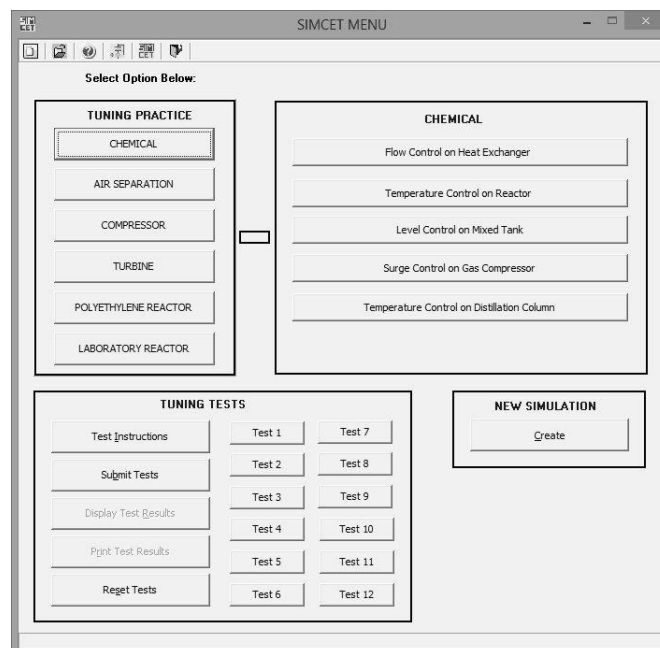 SIMCET MENU
Select Option Below:
TUNING PRACTICE
CHEMICAL
AIR SEPARATION
COMPRESSOR
TURBINE
POLYETHYLENE REACTOR
LABORATORY REACTOR
CHEMICAL
Flow Control on Heat Exchanger
Temperature Control on Reactor
Level Control on Mixed Tank
Surge Control on Gas Compressor
Temperature Control on Distillation Column
TUNING TESTS
Test Instructions
Submit Tests
Display Test Results
Print Test Results
Reset Tests
Test 1
Test 2
Test 3
Test 4
Test 5
Test 6
Test 7
Test 8
Test 9
Test 10
Test 11
Test 12
NEW SIMULATION
Create